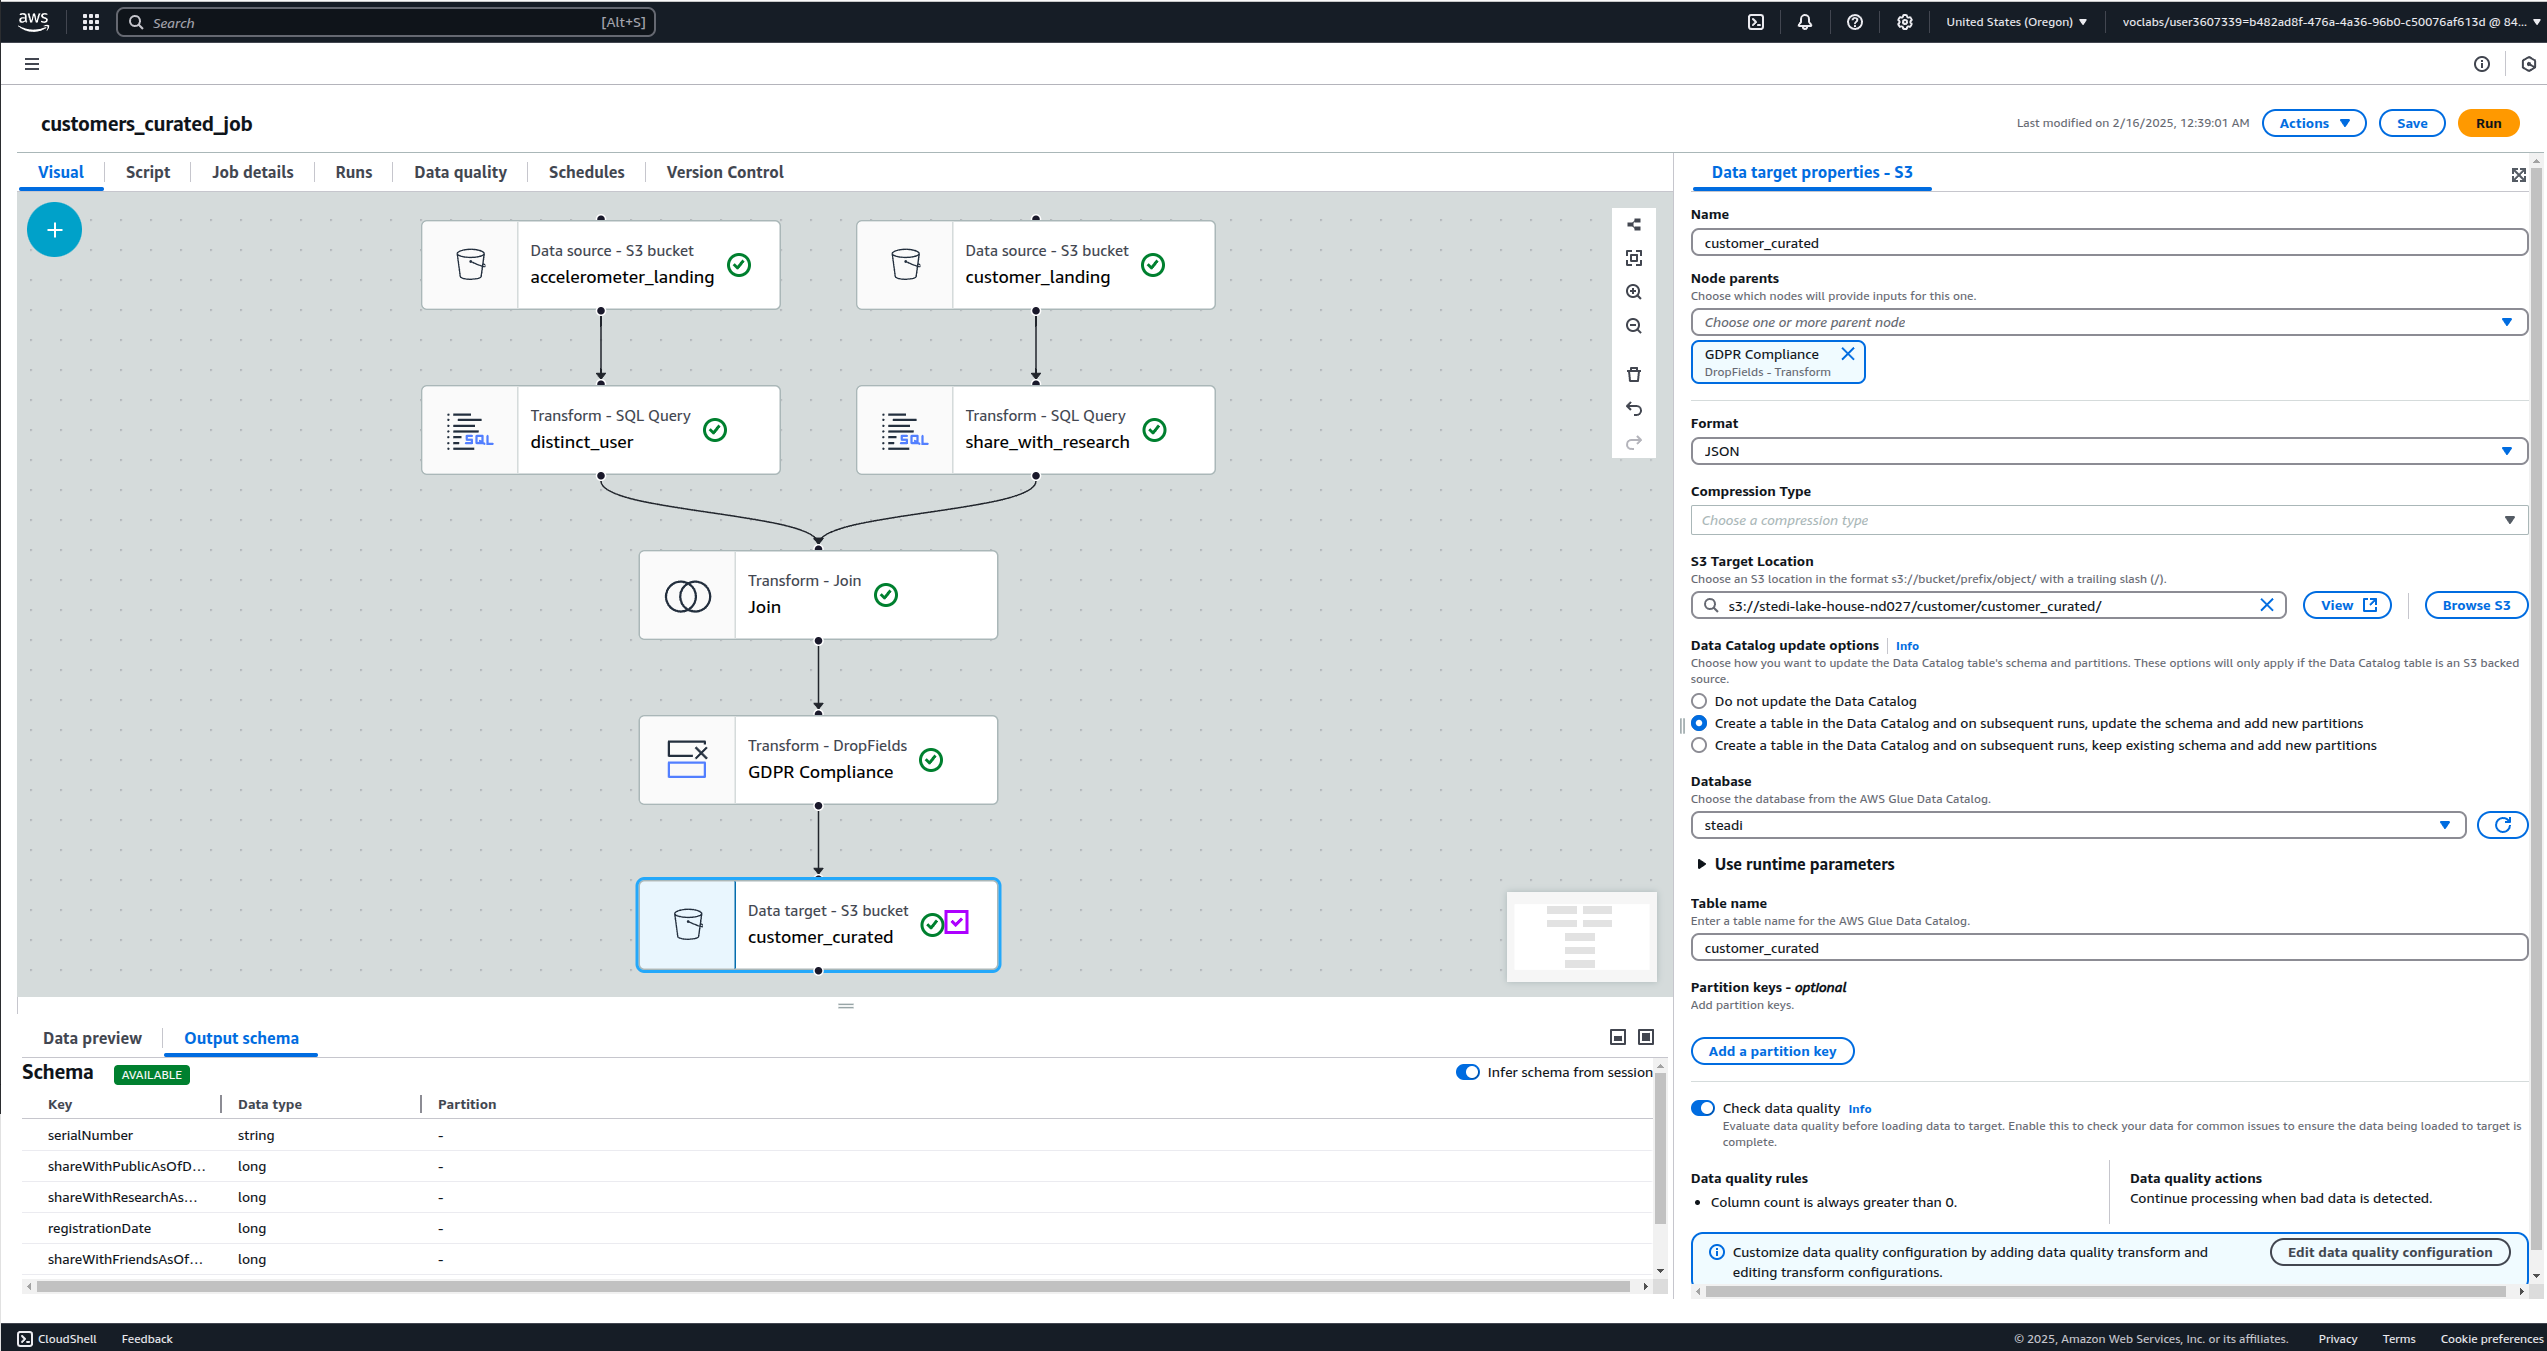 aws
Search
[Alt+S]
United States (Oregon)
voclabs/user3607339=b482ad8f-476a-4a36-96b0-c50076af613d @ 84...
customers_curated_job
Last modified on 2/16/2025, 12:39:01 AM
Actions
Save
Run
Visual
Script
Job details
Runs
Data quality
Schedules
Version Control
Data source - S3 bucket
accelerometer_landing
Data source - S3 bucket
customer_landing
SQL
Transform - SQL Query
distinct_user
SQL
Transform - SQL Query
share_with_research
Transform - Join
Join
Transform - DropFields
GDPR Compliance
Data target - S3 bucket
customer_curated
Data preview
Output schema
Schema
AVAILABLE
Infer schema from session
Key
Data type
Partition
serialNumber
string
-
shareWithPublicAsOfD...
long
-
shareWithResearchAs...
long
-
registrationDate
long
-
shareWithFriendsAsOf...
long
-
Data target properties - S3
Name
customer_curated
Node parents
Choose which nodes will provide inputs for this one.
Choose one or more parent node
GDPR Compliance
DropFields - Transform
Format
JSON
Compression Type
Choose a compression type
S3 Target Location
Choose an S3 location in the format s3://bucket/prefix/object/ with a trailing slash (/).
s3://stedi-lake-house-nd027/customer/customer_curated/
View
Browse S3
Data Catalog update options
Info
Choose how you want to update the Data Catalog table's schema and partitions. These options will only apply if the Data Catalog table is an S3 backed
source.
Do not update the Data Catalog
Create a table in the Data Catalog and on subsequent runs, update the schema and add new partitions
Create a table in the Data Catalog and on subsequent runs, keep existing schema and add new partitions
Database
Choose the database from the AWS Glue Data Catalog.
steadi
Use runtime parameters
Table name
Enter a table name for the AWS Glue Data Catalog.
customer_curated
Partition keys - optional
Add partition keys.
Add a partition key
Check data quality
Info
Evaluate data quality before loading data to target. Enable this to check your data for common issues to ensure the data being loaded to target is
complete.
Data quality rules
• Column count is always greater than 0.
Data quality actions
Continue processing when bad data is detected.
Customize data quality configuration by adding data quality transform and
editing transform configurations.
Edit data quality configuration
CloudShell
Feedback
© 2025, Amazon Web Services, Inc. or its affiliates.
Privacy
Terms
Cookie preferences